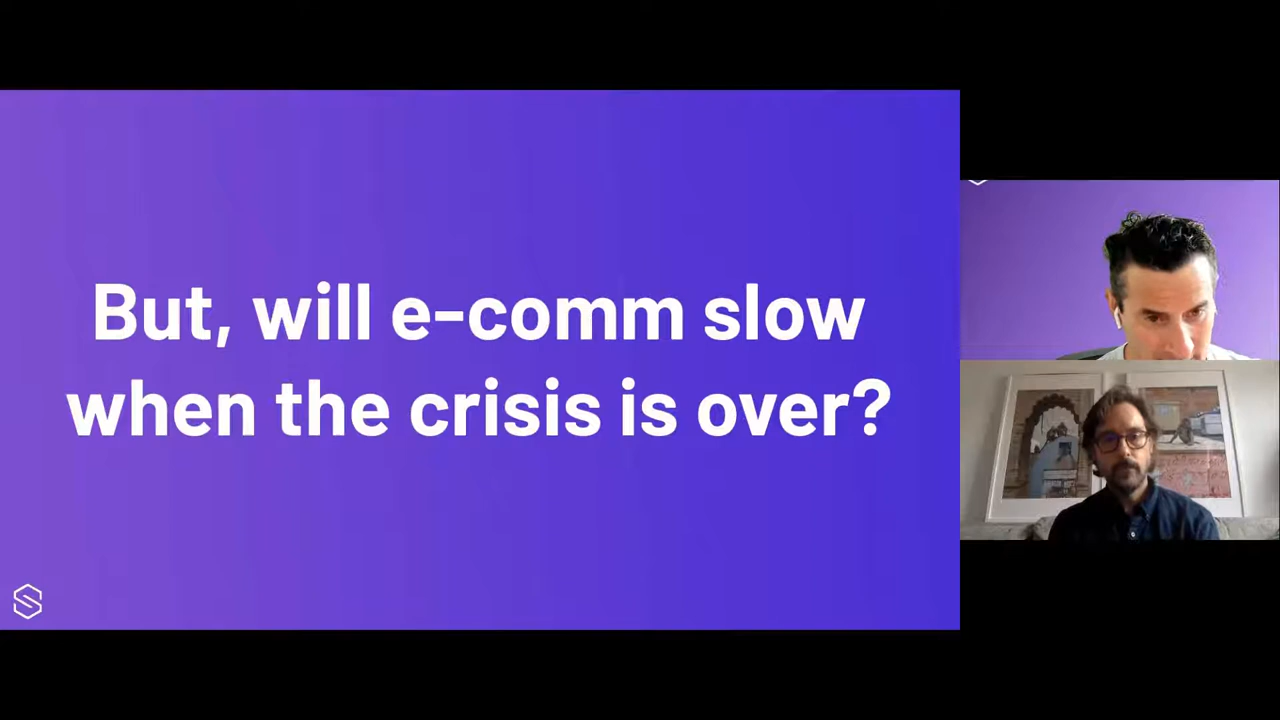 But, will e-comm slow
when the crisis is over?